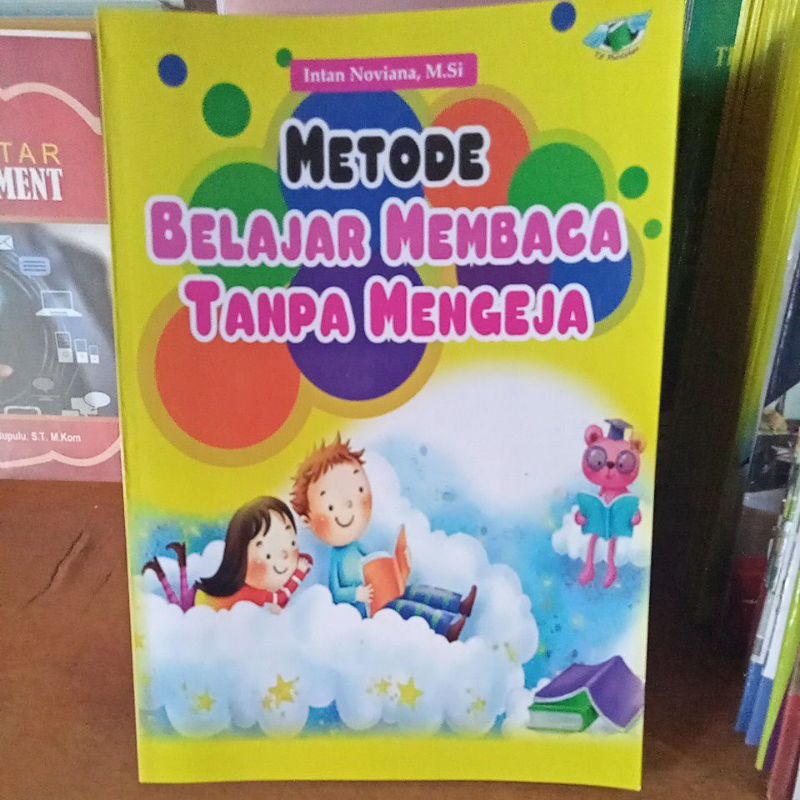 Intan Noviana, M.Si
METODE
BELAJAR MEMBACA
TANPA MENGEJA
TAR
MENT
S.T. M.Kom